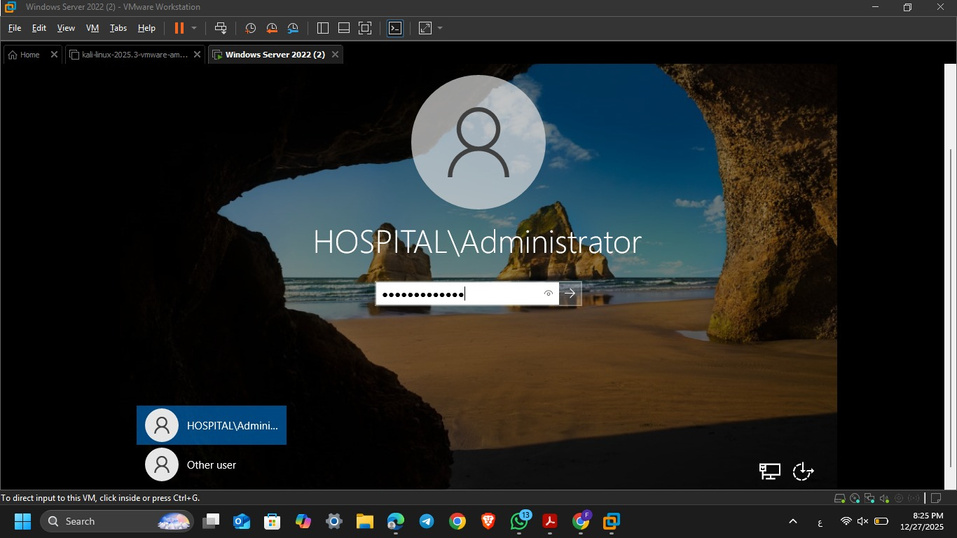 Windows Server 2022 (2) - VMware Workstation
File Edit View VM Tabs Help
Home kali-linux-2025.3-vmware-am... Windows Server 2022 (2)
HOSPITAL\Administrator
●●●●●●●●●●●●●
HOSPITAL\Admini...
Other user
To direct input to this VM, click inside or press Ctrl+G.
Search 13 F ع 8:25 PM
12/27/2025